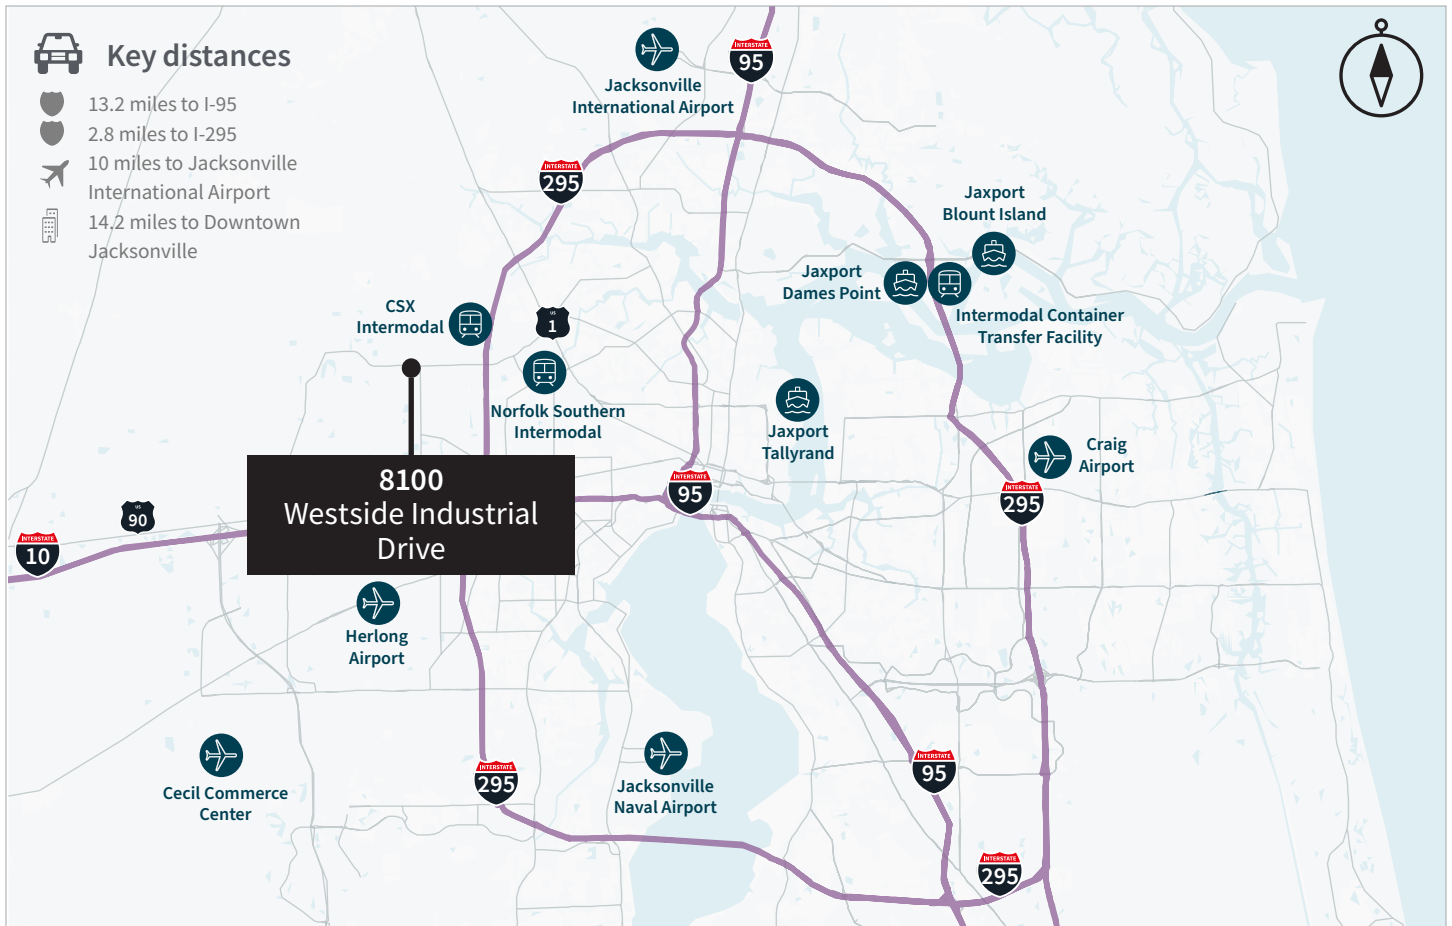 Key distances
13.2 miles to I-95
2.8 miles to I-295
10 miles to Jacksonville
International Airport
14.2 miles to Downtown
Jacksonville
Jacksonville
International Airport
INTERSTATE
95
INTERSTATE
295
Jaxport
Blount Island
Jaxport
Dames Point
Intermodal Container
Transfer Facility
CSX
Intermodal
US
1
Norfolk Southern
Intermodal
Jaxport
Tallyrand
Craig
Airport
INTERSTATE
295
INTERSTATE
95
8100
Westside Industrial
Drive
US
90
INTERSTATE
10
Herlong
Airport
Cecil Commerce
Center
INTERSTATE
295
Jacksonville
Naval Airport
INTERSTATE
95
INTERSTATE
295